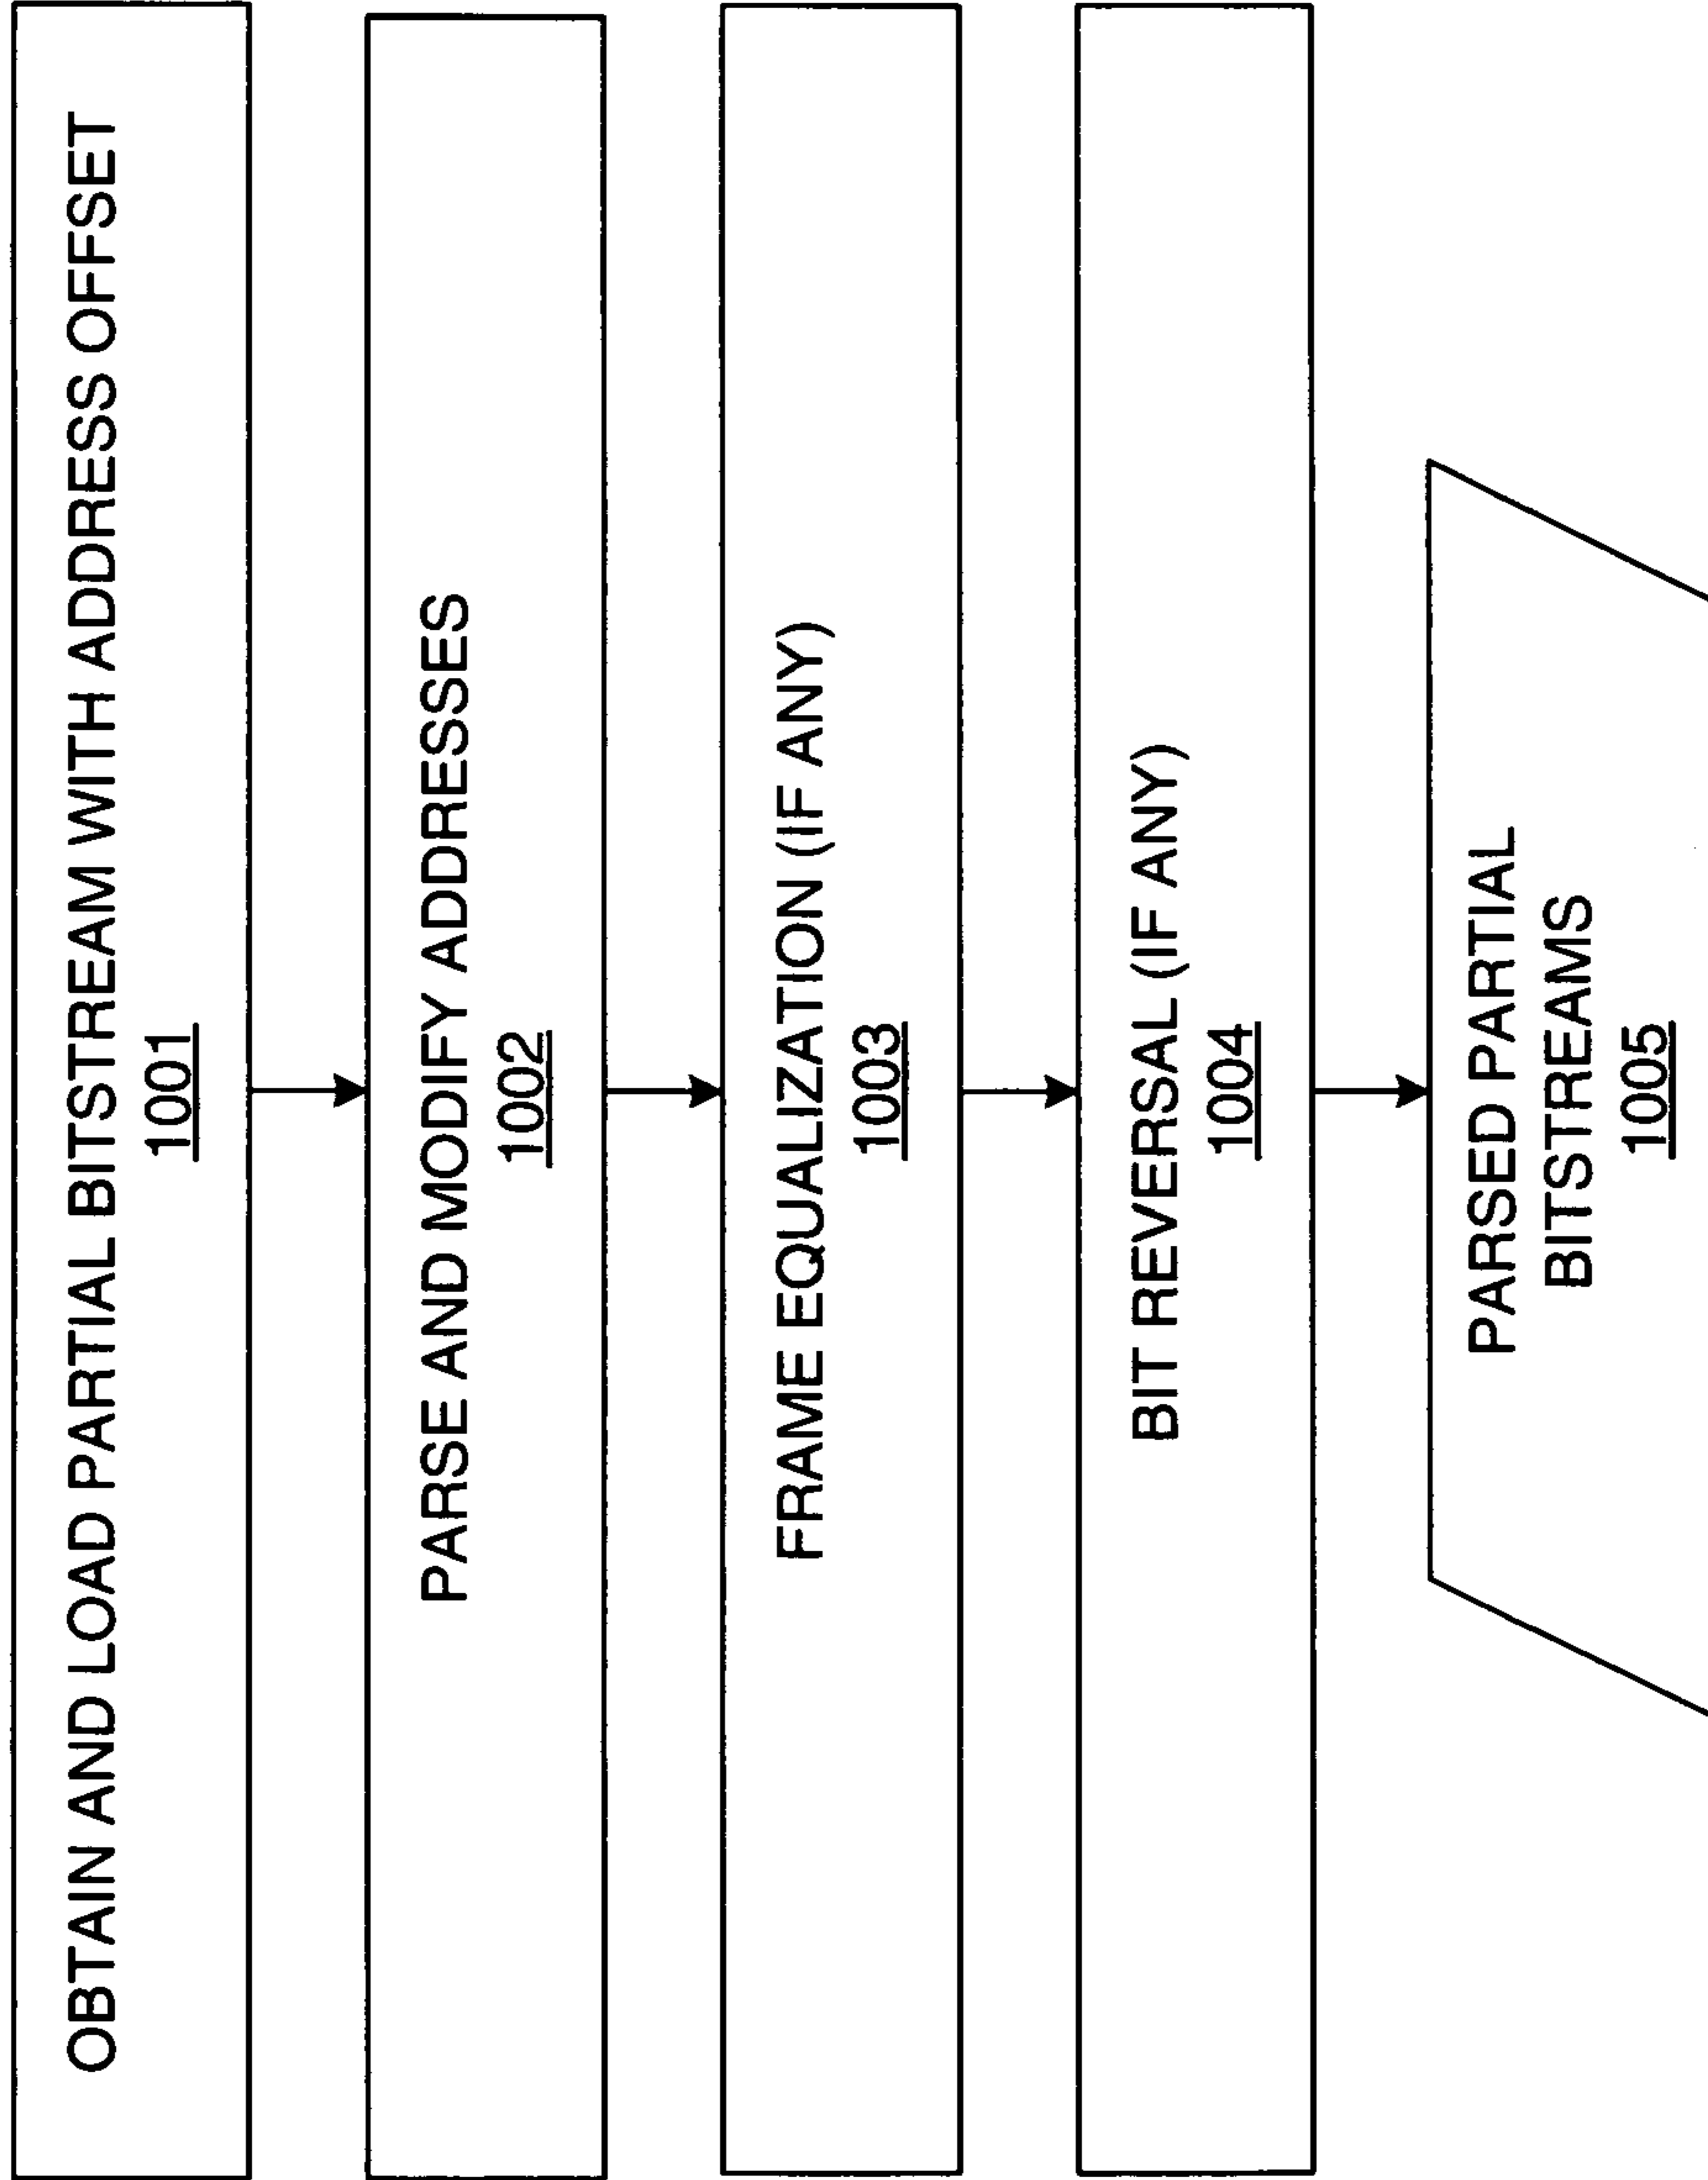 OBTAIN AND LOAD PARTIAL BITSTREAM WITH ADDRESS OFFSET
1001
PARSE AND MODIFY ADDRESSES
1002
FRAME EQUALIZATION (IF ANY)
1003
BIT REVERSAL (IF ANY)
1004
PARSED PARTIAL
BITSTREAMS
1005